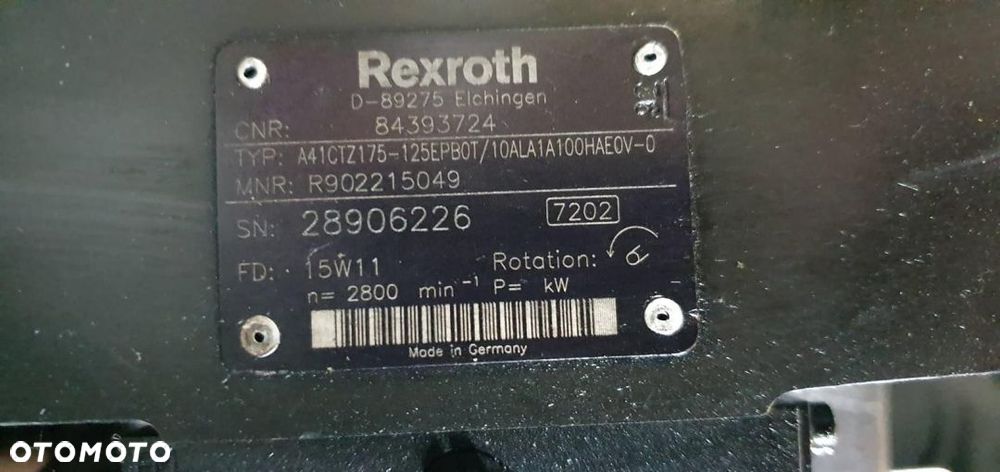 Rexroth
D-89275 Elchingen
CNR: 84393724
TYP: A41CTZ175-125EPB0T/10ALA1A100HAE0V-0
MNR: R902215049
SN: 28906226 7202
FD: 15W11 Rotation:
n= 2800 min⁻¹ P= kW
Made in Germany
OTOMOTO